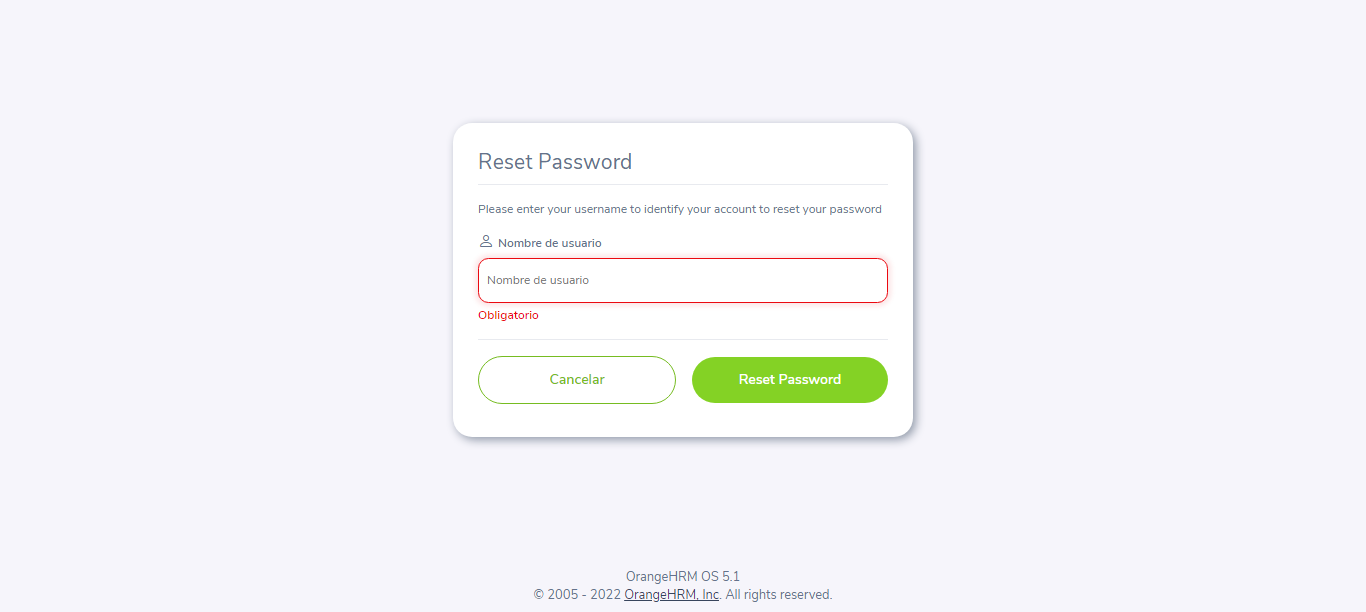 Reset Password
Please enter your username to identify your account to reset your password
Nombre de usuario
Nombre de usuario
Obligatorio
Cancelar
Reset Password
OrangeHRM OS 5.1
© 2005 - 2022 OrangeHRM, Inc. All rights reserved.